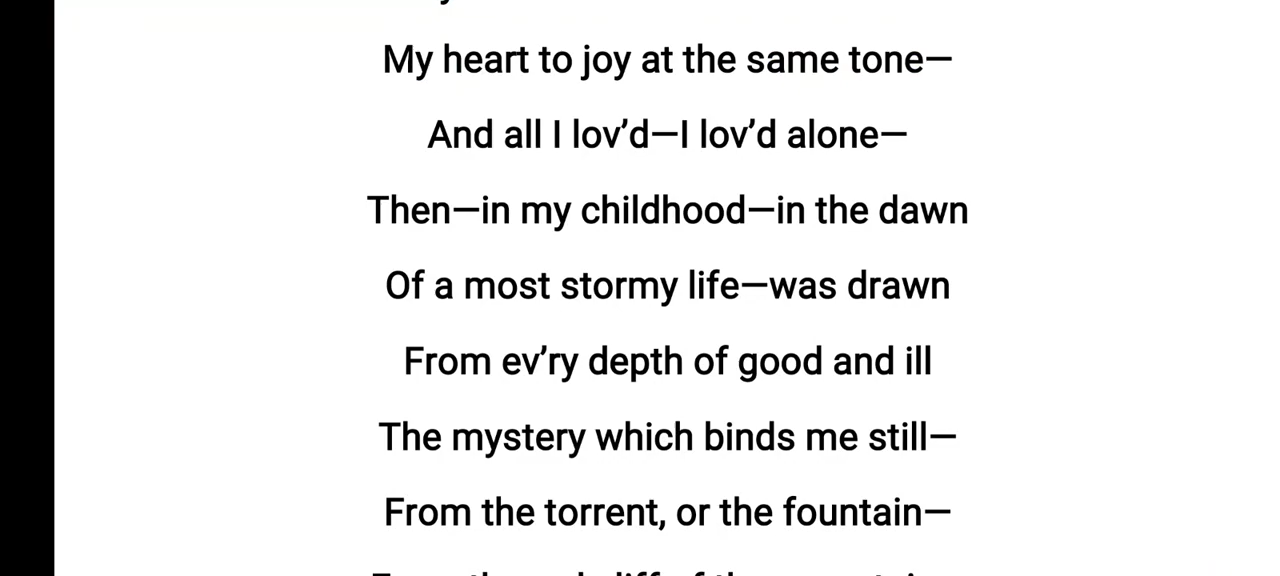 My heart to joy at the same tone—
And all I lov’d—I lov’d alone—
Then—in my childhood—in the dawn
Of a most stormy life—was drawn
From ev’ry depth of good and ill
The mystery which binds me still—
From the torrent, or the fountain—